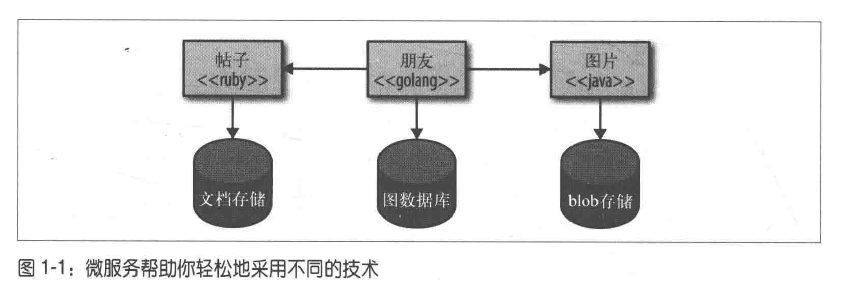 帖子
<<ruby>>
朋友
<<golang>>
图片
<<java>>
文档存储
图数据库
blob存储
图 1-1：微服务帮助你轻松地采用不同的技术